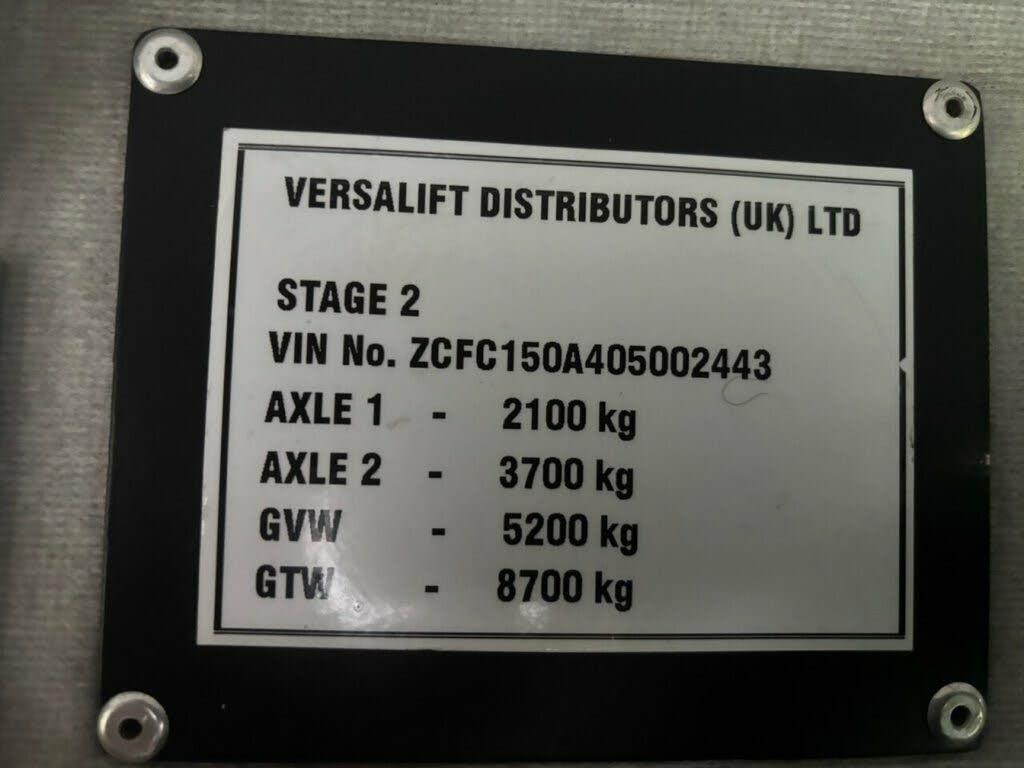 VERSALIFT DISTRIBUTORS (UK) LTD
STAGE 2
VIN No. ZCFC150A405002443
AXLE 1 - 2100 kg
AXLE 2 - 3700 kg
GVW - 5200 kg
GTW - 8700 kg